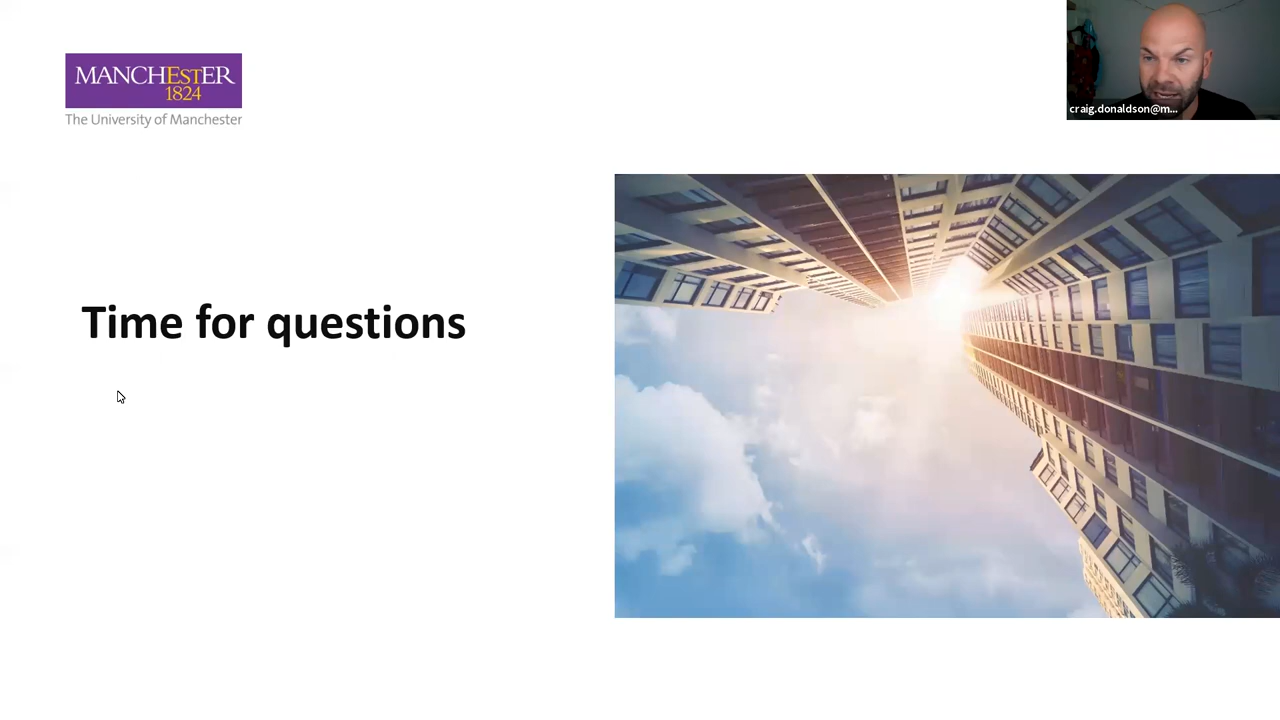 MANCHESTER
1824
The University of Manchester
craig.donaldson@m...
Time for questions